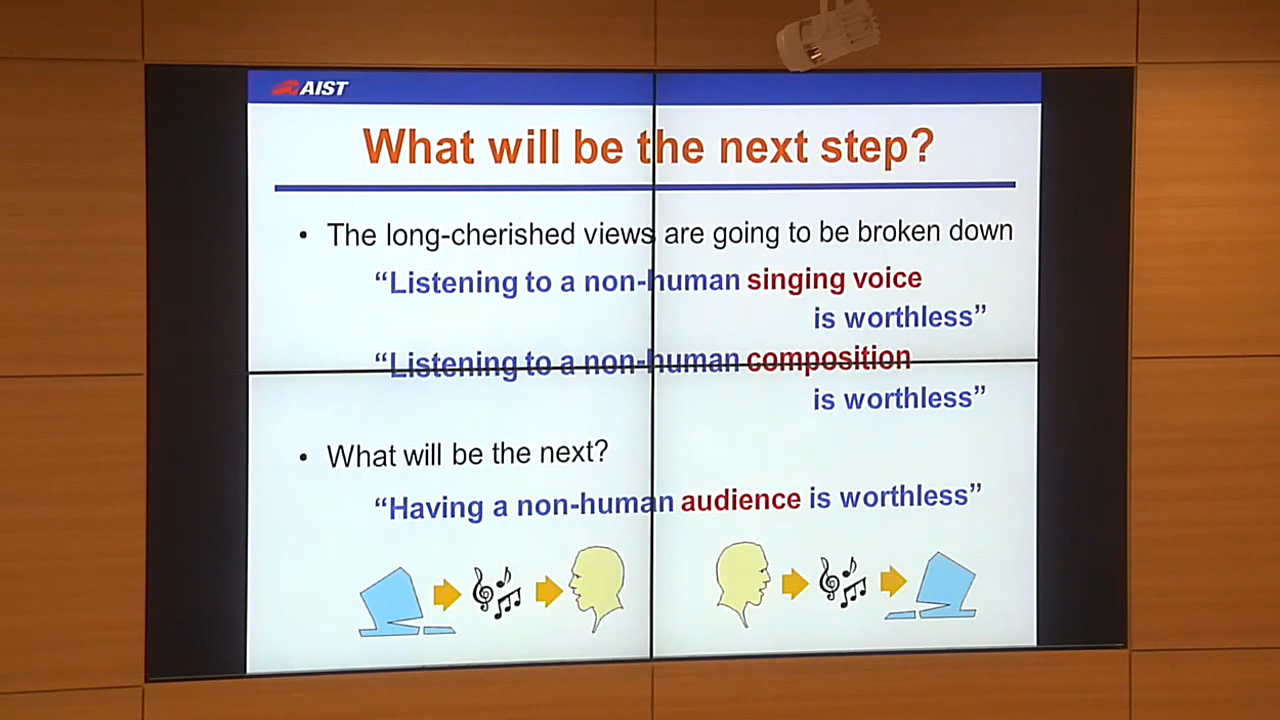 AIST
What will be the next step?
• The long-cherished views are going to be broken down
“Listening to a non-human singing voice
is worthless”
“Listening to a non-human composition
is worthless”
• What will be the next?
“Having a non-human audience is worthless”